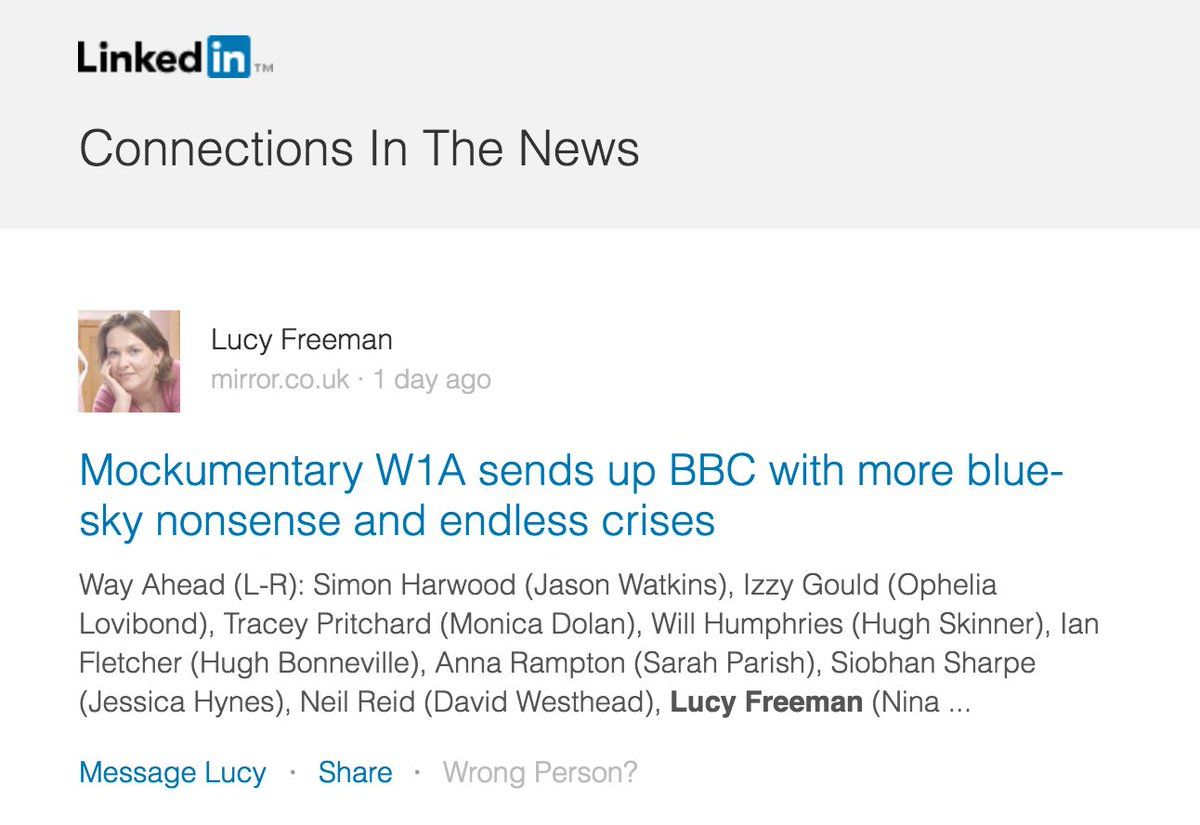 Linked in TM
Connections In The News
Lucy Freeman
mirror.co.uk · 1 day ago
Mockumentary W1A sends up BBC with more blue-
sky nonsense and endless crises
Way Ahead (L-R): Simon Harwood (Jason Watkins), Izzy Gould (Ophelia
Lovibond), Tracey Pritchard (Monica Dolan), Will Humphries (Hugh Skinner), Ian
Fletcher (Hugh Bonneville), Anna Rampton (Sarah Parish), Siobhan Sharpe
(Jessica Hynes), Neil Reid (David Westhead), Lucy Freeman (Nina ...
Message Lucy · Share · Wrong Person?